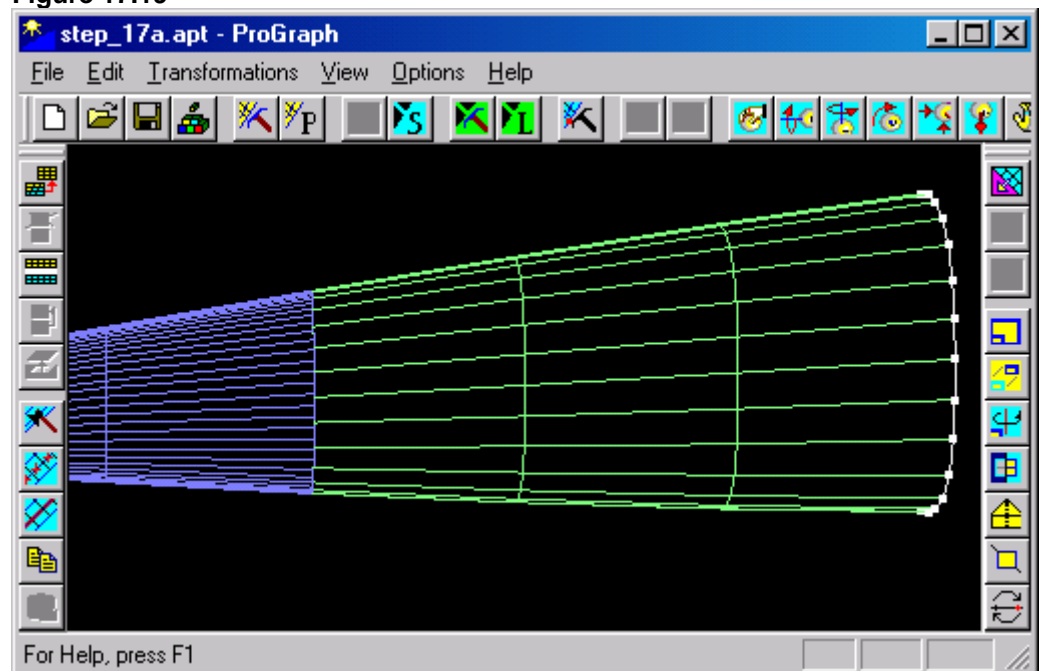 step_17a.apt - ProGraph
File Edit Transformations View Options Help
P S L
For Help, press F1